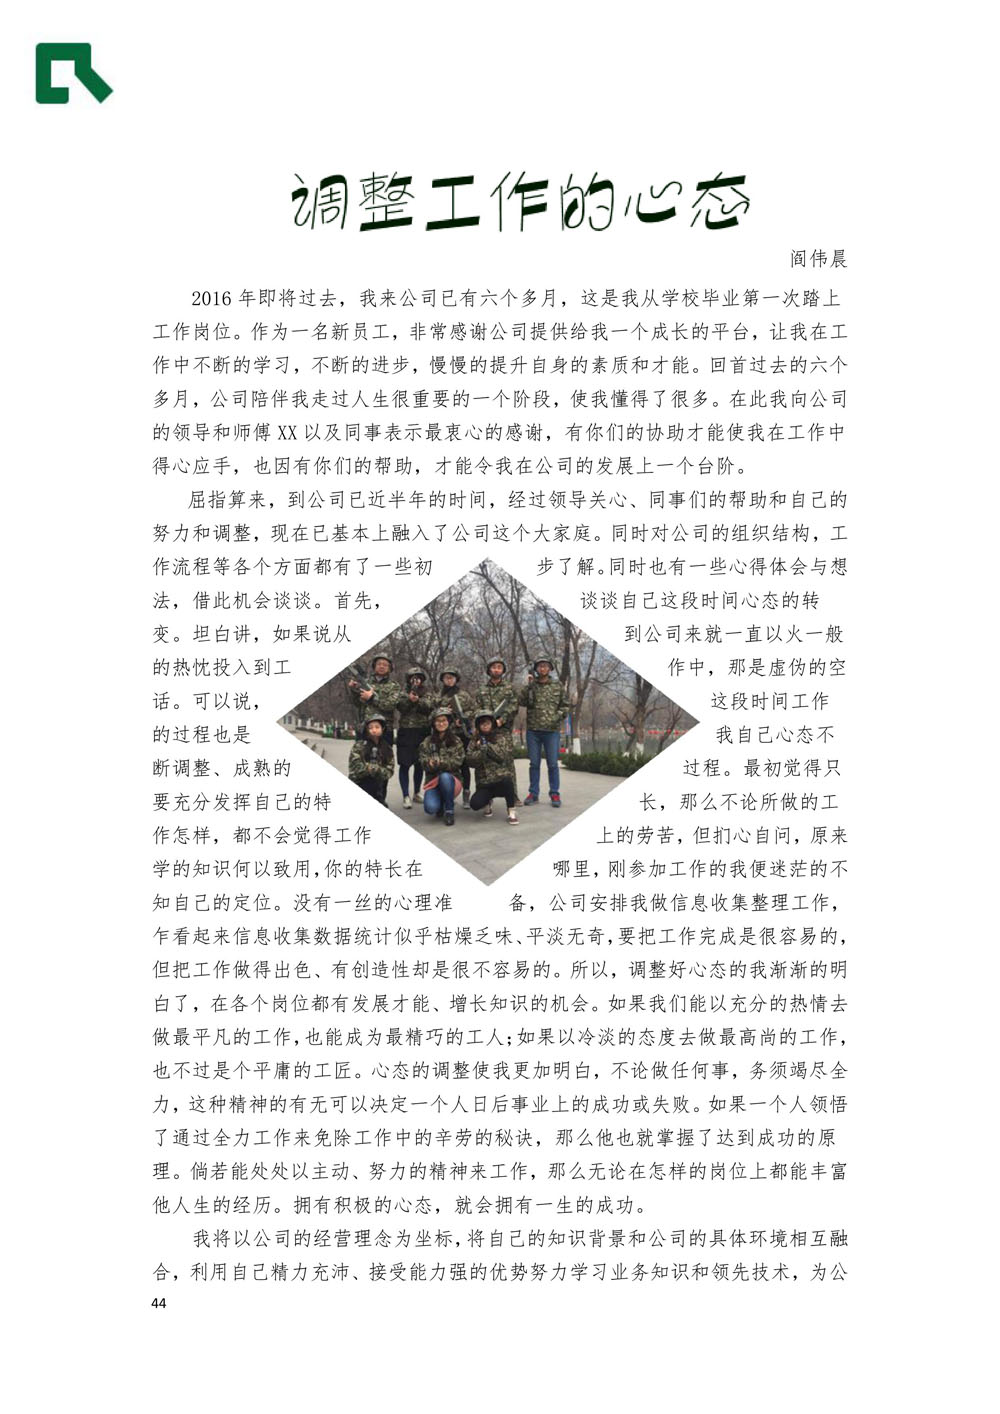 调整工作的心态
阎伟晨
2016 年即将过去，我来公司已有六个多月，这是我从学校毕业第一次踏上
工作岗位。作为一名新员工，非常感谢公司提供给我一个成长的平台，让我在工
作中不断的学习，不断的进步，慢慢的提升自身的素质和才能。回首过去的六个
多月，公司陪伴我走过人生很重要的一个阶段，使我懂得了很多。在此我向公司
的领导和师傅 XX 以及同事表示最衷心的感谢，有你们的协助才能使我在工作中
得心应手，也因有你们的帮助，才能令我在公司的发展上一个台阶。
屈指算来，到公司已近半年的时间，经过领导关心、同事们的帮助和自己的
努力和调整，现在已基本上融入了公司这个大家庭。同时对公司的组织结构，工
作流程等各个方面都有了一些初步了解。同时也有一些心得体会与想
法，借此机会谈谈。首先，谈谈自己这段时间心态的转
变。坦白讲，如果说从到公司来就一直以火一般
的热忱投入到工作中，那是虚伪的空
话。可以说，这段时间工作
的过程也是我自己心态不
断调整、成熟的过程。最初觉得只
要充分发挥自己的特长，那么不论所做的工
作怎样，都不会觉得工作上的劳苦，但扪心自问，原来
学的知识何以致用，你的特长在哪里，刚参加工作的我便迷茫的不
知自己的定位。没有一丝的心理准备，公司安排我做信息收集整理工作，
乍看起来信息收集数据统计似乎枯燥乏味、平淡无奇，要把工作完成是很容易的，
但把工作做得出色、有创造性却是很不容易的。所以，调整好心态的我渐渐的明
白了，在各个岗位都有发展才能、增长知识的机会。如果我们能以充分的热情去
做最平凡的工作，也能成为最精巧的工人；如果以冷淡的态度去做最高尚的工作，
也不过是个平庸的工匠。心态的调整使我更加明白，不论做任何事，务须竭尽全
力，这种精神的有无可以决定一个人日后事业上的成功或失败。如果一个人领悟
了通过全力工作来免除工作中的辛劳的秘诀，那么他也就掌握了达到成功的原
理。倘若能处处以主动、努力的精神来工作，那么无论在怎样的岗位上都能丰富
他人生的经历。拥有积极的心态，就会拥有一生的成功。
我将以公司的经营理念为坐标，将自己的知识背景和公司的具体环境相互融
合，利用自己精力充沛、接受能力强的优势努力学习业务知识和领先技术，为公
44